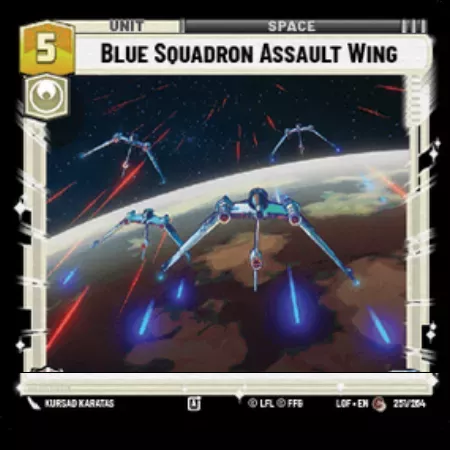 UNIT
SPACE
5
BLUE SQUADRON ASSAULT WING
KURSAD KARATAS
A
© LFL © FFG
LOF • EN
251/264